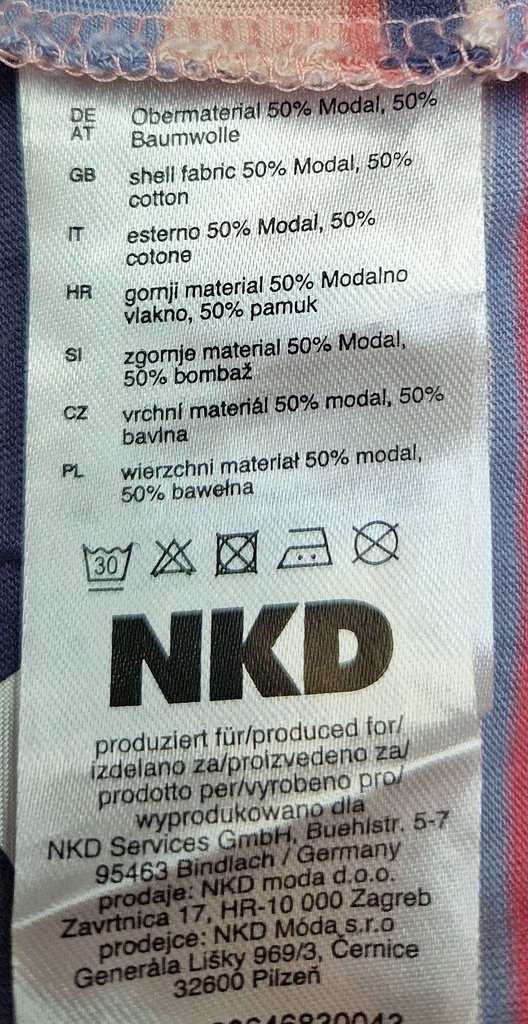 DE AT Obermaterial 50% Modal, 50%
Baumwolle
GB shell fabric 50% Modal, 50%
cotton
IT esterno 50% Modal, 50%
cotone
HR gornji material 50% Modalno
vlakno, 50% pamuk
SI zgornje material 50% Modal,
50% bombaž
CZ vrchní materiál 50% modal, 50%
bavlna
PL wierzchni materiał 50% modal,
50% bawełna
30
NKD
produziert für/produced for/
izdelano za/proizvedeno za/
prodotto per/vyrobeno pro/
wyprodukowano dla
NKD Services GmbH, Buehlstr. 5-7
95463 Bindlach / Germany
prodaje: NKD moda d.o.o.
Zavrtnica 17, HR-10 000 Zagreb
prodejce: NKD Móda s.r.o
Generála Lišky 969/3, Černice
32600 Pilzeň